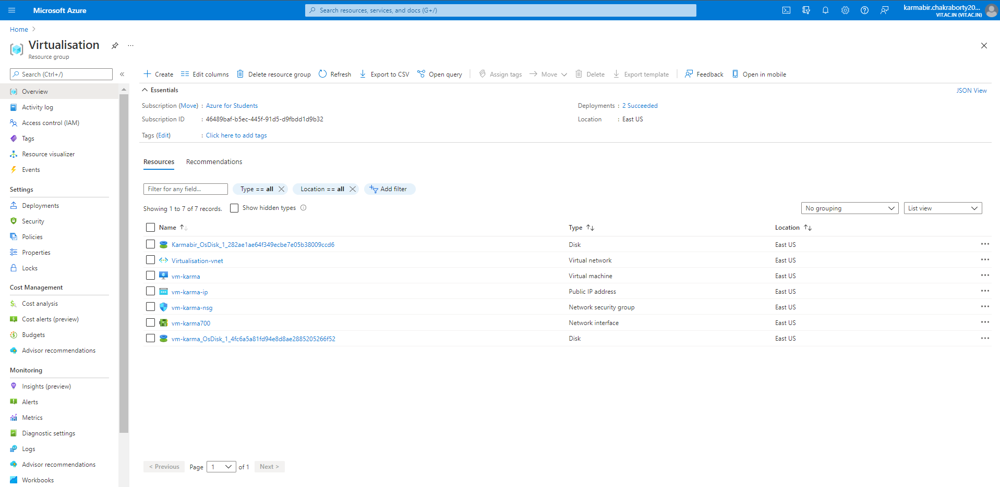 Microsoft Azure
Search resources, services, and docs (G+/)
karmabir.chakraborty20...
VIT.AC.IN (VIT.AC.IN)
Home
Virtualisation
Resource group
Search (Ctrl+/)
Overview
Activity log
Access control (IAM)
Tags
Resource visualizer
Events
Settings
Deployments
Security
Policies
Properties
Locks
Cost Management
Cost analysis
Cost alerts (preview)
Budgets
Advisor recommendations
Monitoring
Insights (preview)
Alerts
Metrics
Diagnostic settings
Logs
Advisor recommendations
Workbooks
Create Edit columns Delete resource group Refresh Export to CSV Open query Assign tags Move Delete Export template Feedback Open in mobile
Essentials JSON View
Subscription (Move) : Azure for Students Deployments : 2 Succeeded
Subscription ID : 46489baf-b5ec-445f-91d5-d9fbdd1d9b32 Location : East US
Tags (Edit) : Click here to add tags
Resources Recommendations
Filter for any field... Type == all Location == all Add filter
Showing 1 to 7 of 7 records. Show hidden types No grouping List view
Name Type Location
Karmabir_OsDisk_1_282ae1ae64f349ecbe7e05b38009ccd6 Disk East US
Virtualisation-vnet Virtual network East US
vm-karma Virtual machine East US
vm-karma-ip Public IP address East US
vm-karma-nsg Network security group East US
vm-karma700 Network interface East US
vm-karma_OsDisk_1_4fc6a5a81fd94e8d8ae2885205266f52 Disk East US
< Previous Page 1 of 1 Next >